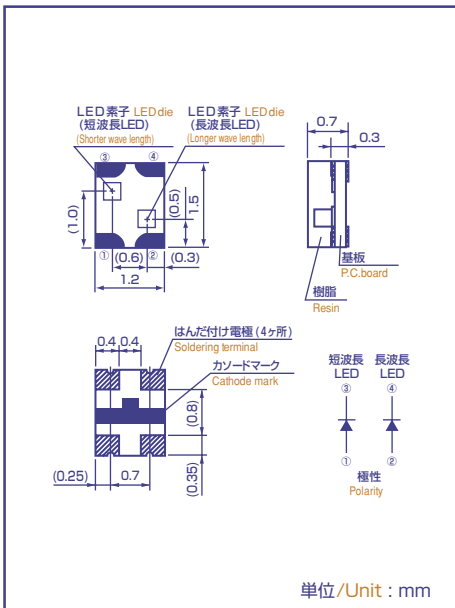 LED素子 LED die
(短波長LED)
(Shorter wave length)
LED素子 LED die
(長波長LED)
(Longer wave length)
③
④
(1.0)
(0.5)
1.5
①
(0.6)
②
(0.3)
1.2
0.7
0.3
基板
P.C.board
樹脂
Resin
0.4
0.4
はんだ付け電極(4ヶ所)
Soldering terminal
カソードマーク
Cathode mark
(0.8)
(0.25)
0.7
(0.35)
短波長
LED
③
①
長波長
LED
④
②
極性
Polarity
単位/Unit : mm